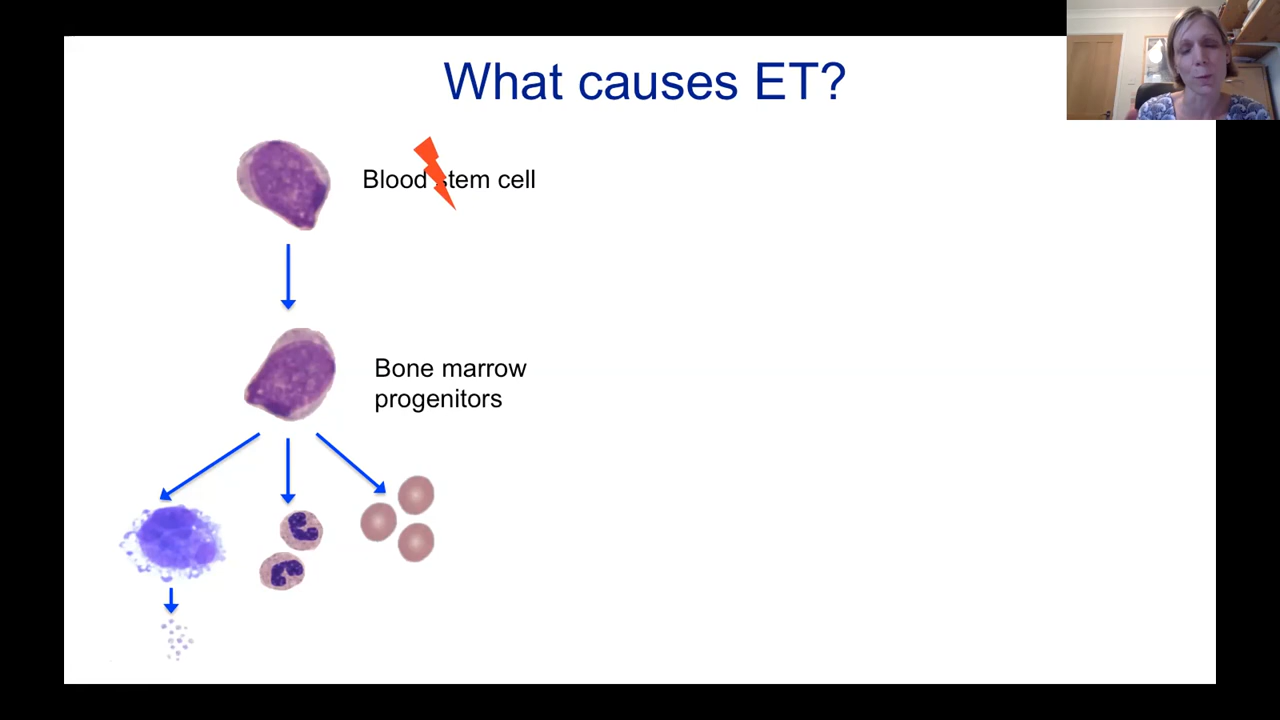 What causes ET?
Blood stem cell
Bone marrow
progenitors